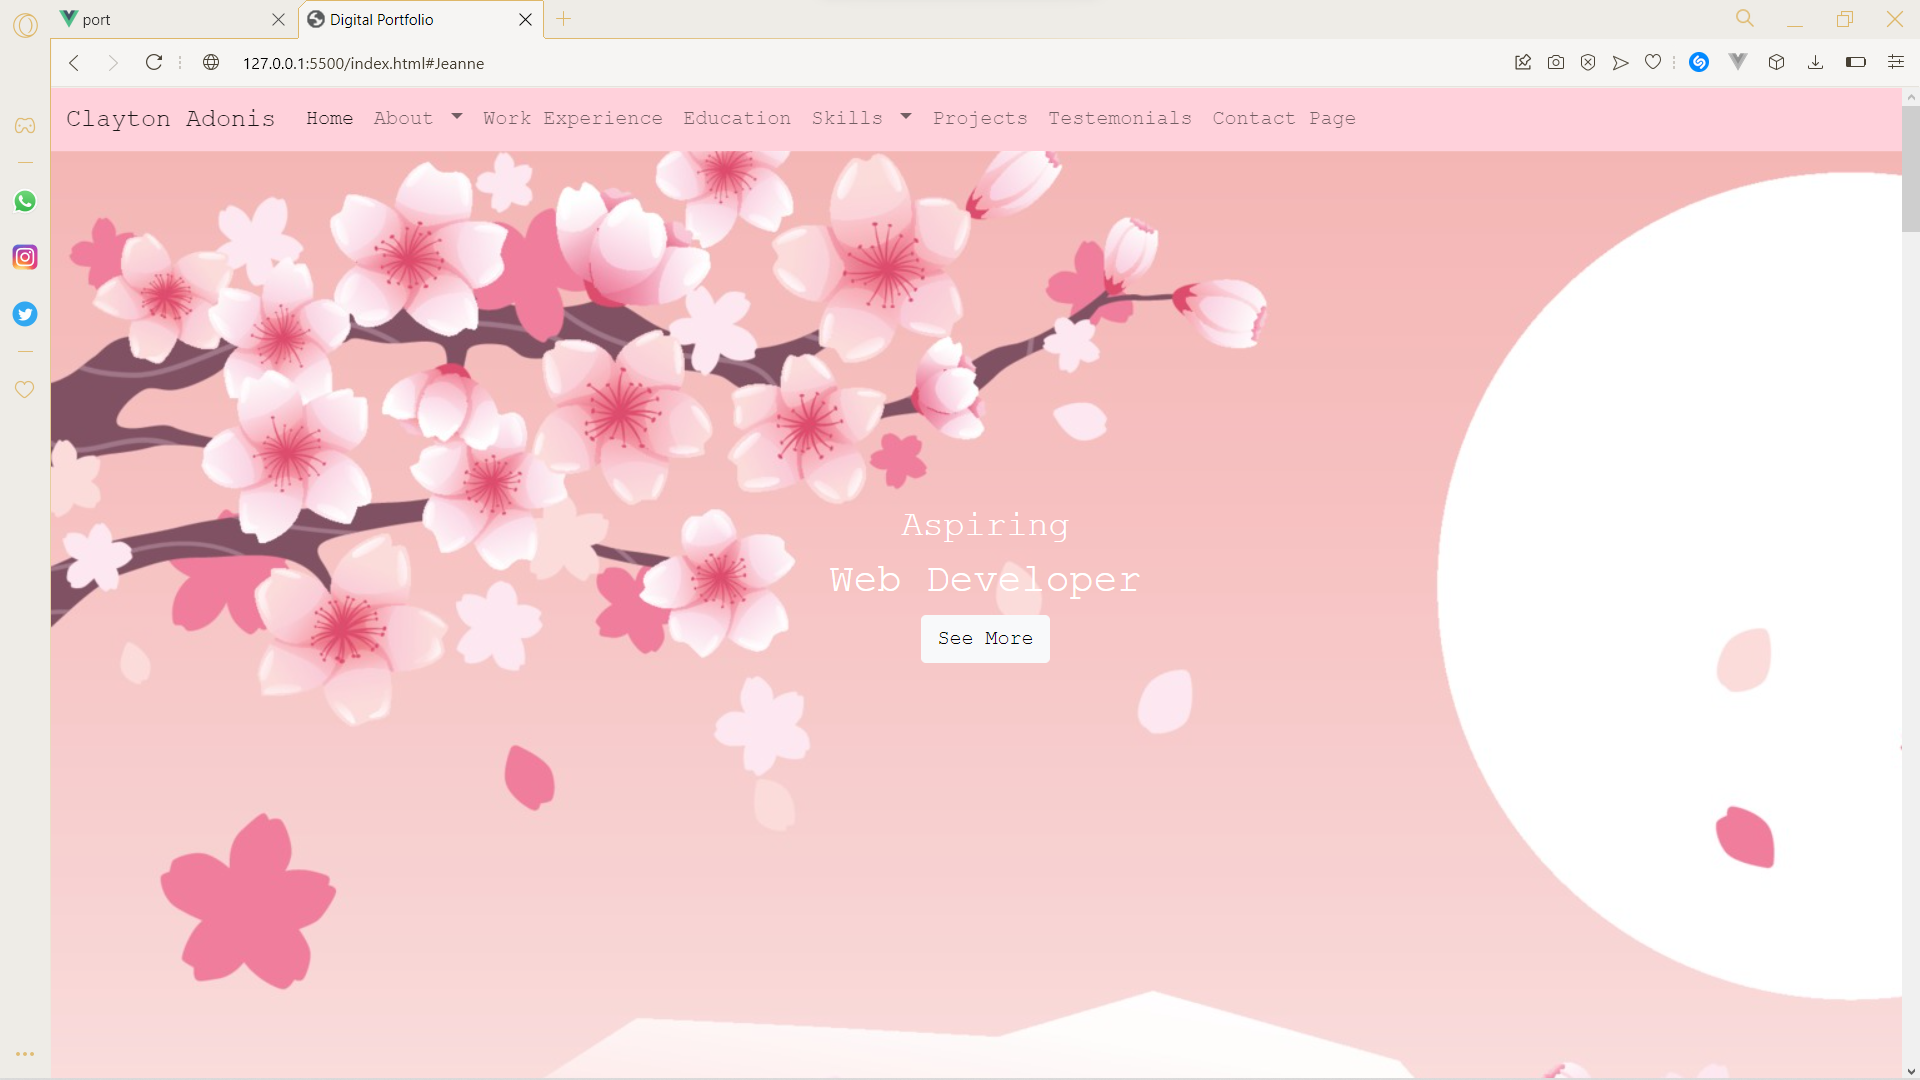 port
Digital Portfolio
127.0.0.1:5500/index.html#Jeanne
Clayton Adonis Home About Work Experience Education Skills Projects Testemonials Contact Page
Aspiring
Web Developer
See More